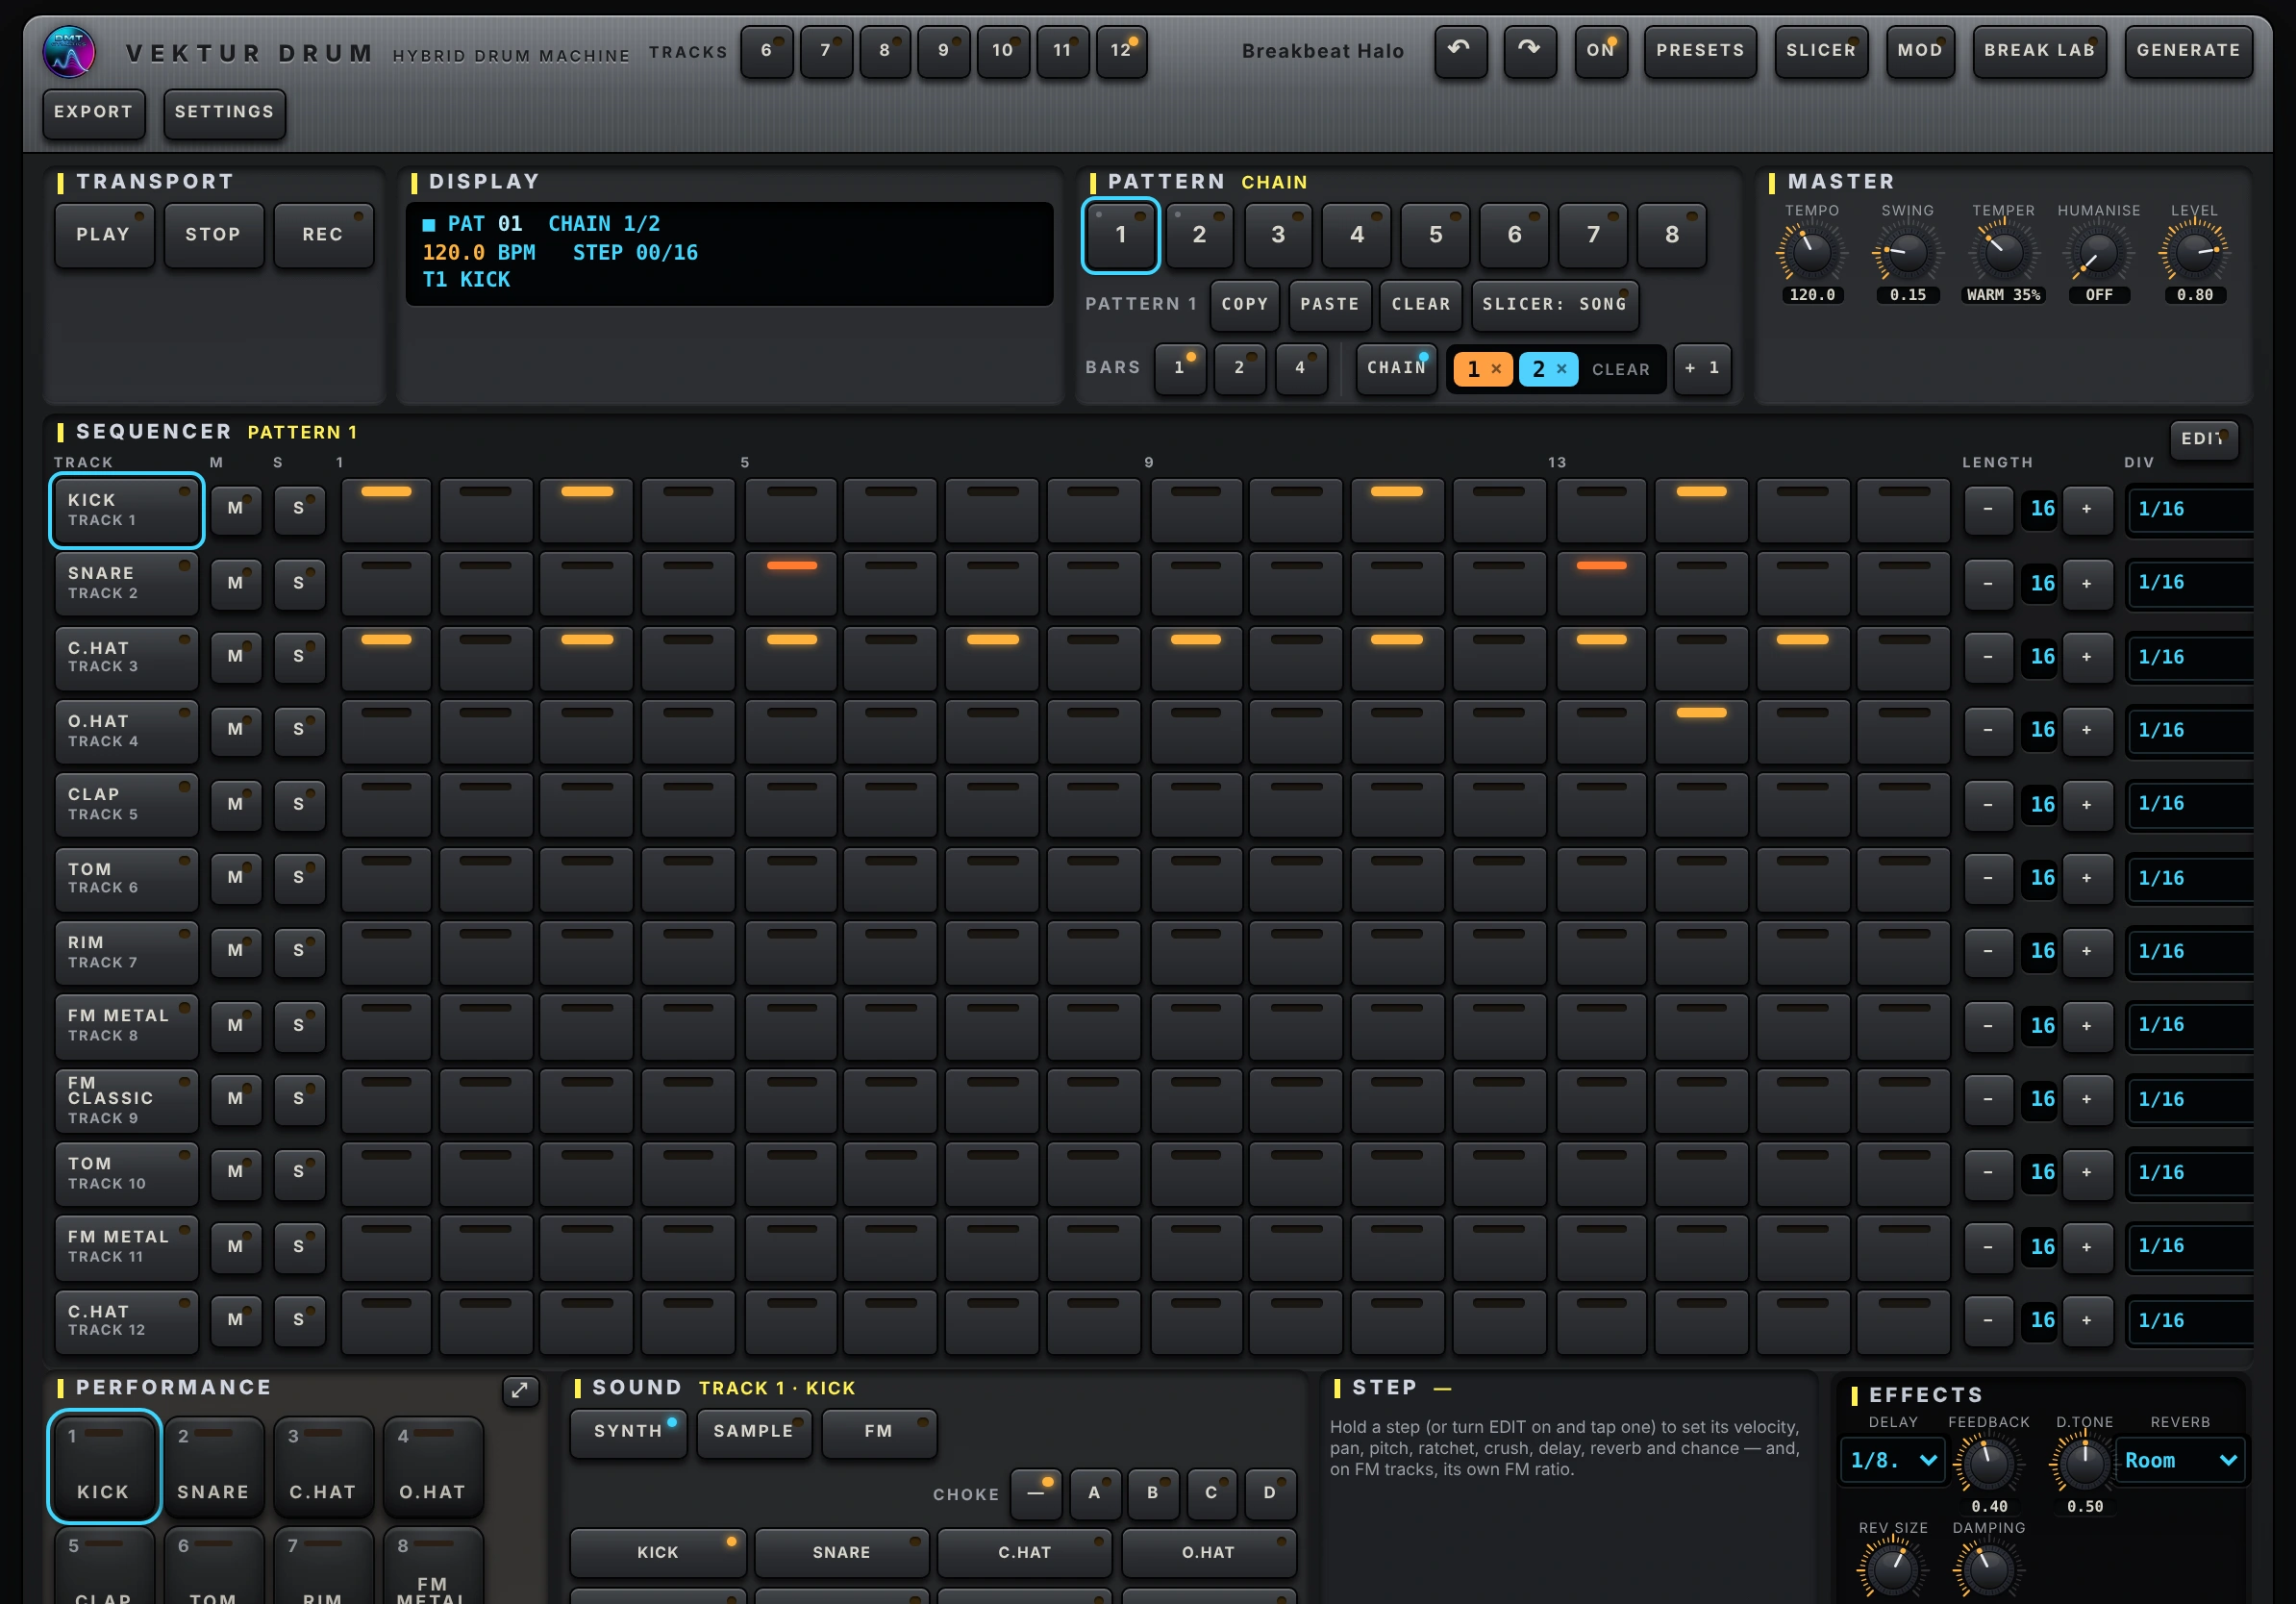 VEKTUR DRUM HYBRID DRUM MACHINE TRACKS 6 7 8 9 10 11 12 Breakbeat Halo ↶ ↷ ON PRESETS SLICER MOD BREAK LAB GENERATE
EXPORT SETTINGS
TRANSPORT
PLAY STOP REC
DISPLAY
■ PAT 01 CHAIN 1/2
120.0 BPM STEP 00/16
T1 KICK
PATTERN CHAIN
1 2 3 4 5 6 7 8
PATTERN 1 COPY PASTE CLEAR SLICER: SONG
BARS 1 2 4 CHAIN 1 × 2 × CLEAR + 1
MASTER
TEMPO SWING TEMPER HUMANISE LEVEL
120.0 0.15 WARM 35% OFF 0.80
SEQUENCER PATTERN 1 EDIT
TRACK M S 1 5 9 13 LENGTH DIV
KICK
TRACK 1 M S − 16 + 1/16
SNARE
TRACK 2 M S − 16 + 1/16
C.HAT
TRACK 3 M S − 16 + 1/16
O.HAT
TRACK 4 M S − 16 + 1/16
CLAP
TRACK 5 M S − 16 + 1/16
TOM
TRACK 6 M S − 16 + 1/16
RIM
TRACK 7 M S − 16 + 1/16
FM METAL
TRACK 8 M S − 16 + 1/16
FM
CLASSIC
TRACK 9 M S − 16 + 1/16
TOM
TRACK 10 M S − 16 + 1/16
FM METAL
TRACK 11 M S − 16 + 1/16
C.HAT
TRACK 12 M S − 16 + 1/16
PERFORMANCE
1 2 3 4
KICK SNARE C.HAT O.HAT
5 6 7 8
CLAP TOM RIM FM METAL
SOUND TRACK 1 · KICK
SYNTH SAMPLE FM
CHOKE — A B C D
KICK SNARE C.HAT O.HAT
STEP —
Hold a step (or turn EDIT on and tap one) to set its velocity,
pan, pitch, ratchet, crush, delay, reverb and chance — and,
on FM tracks, its own FM ratio.
EFFECTS
DELAY FEEDBACK D.TONE REVERB
1/8. Room
0.40 0.50
REV SIZE DAMPING